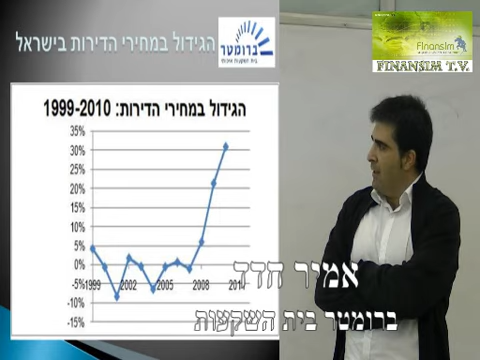 הגידול במחירי הדירות בישראל
ברומטר
בית השקעות איכותי
Finansim
FINANSIM T.V.
הגידול במחירי הדירות: 1999-2010
35%
30%
25%
20%
15%
10%
5%
0%
-5%
-10%
-15%
1999
2002
2005
2008
אמיר חדד
ברומטר בית השקעות